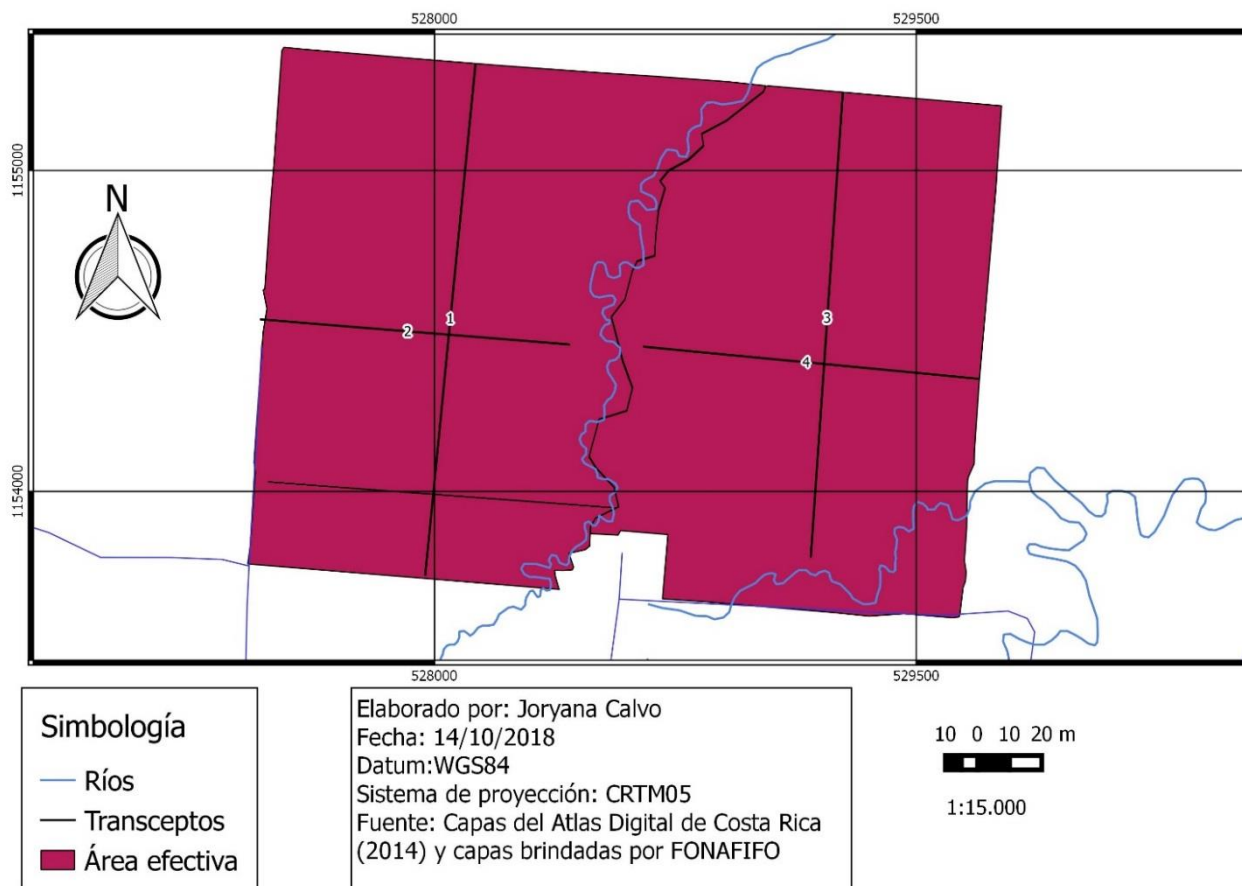 528000
529500
1155000
1154000
N
1
2
3
4
528000
529500
Simbología
Ríos
Transceptos
Área efectiva
Elaborado por: Joryana Calvo
Fecha: 14/10/2018
Datum:WGS84
Sistema de proyección: CRTM05
Fuente: Capas del Atlas Digital de Costa Rica
(2014) y capas brindadas por FONAFIFO
10 0 10 20 m
1:15.000